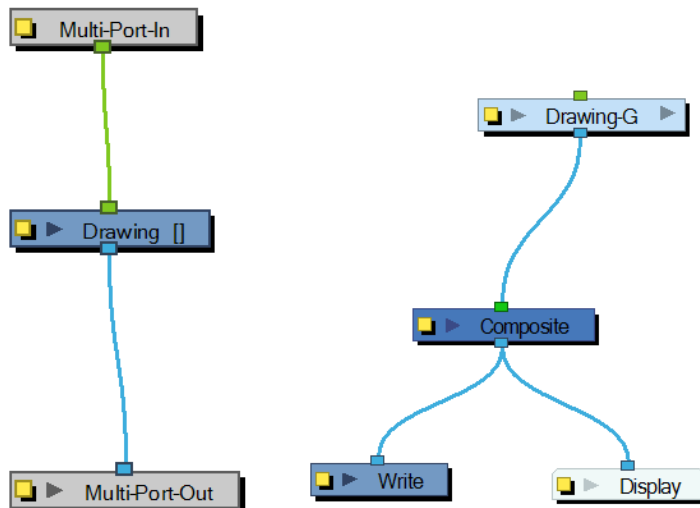 Multi-Port-In
Drawing-G
Drawing []
Composite
Write
Display
Multi-Port-Out